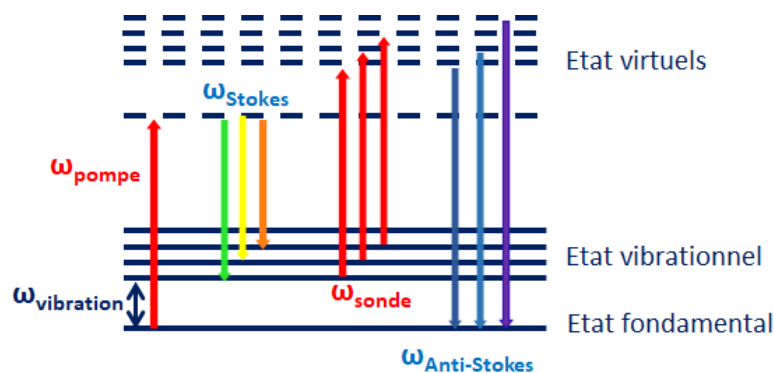 Etat virtuels
ωStokes
ωpompe
Etat vibrationnel
ωvibration
ωsonde
Etat fondamental
ωAnti-Stokes